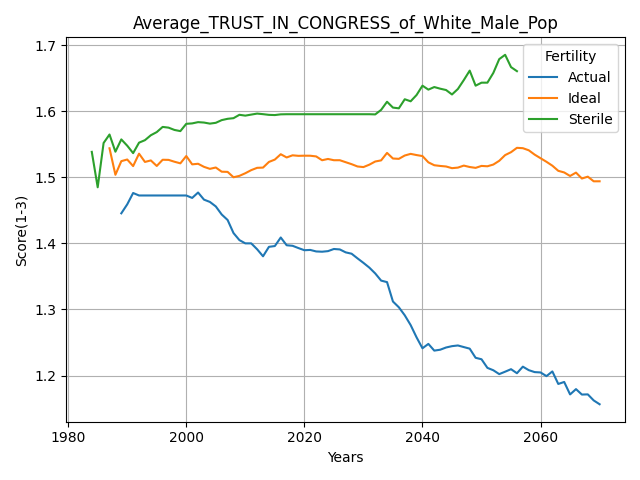 Average_TRUST_IN_CONGRESS_of_White_Male_Pop
Score(1-3)
1.7
1.6
1.5
1.4
1.3
1.2
1980
2000
2020
2040
2060
Years
Fertility
Actual
Ideal
Sterile